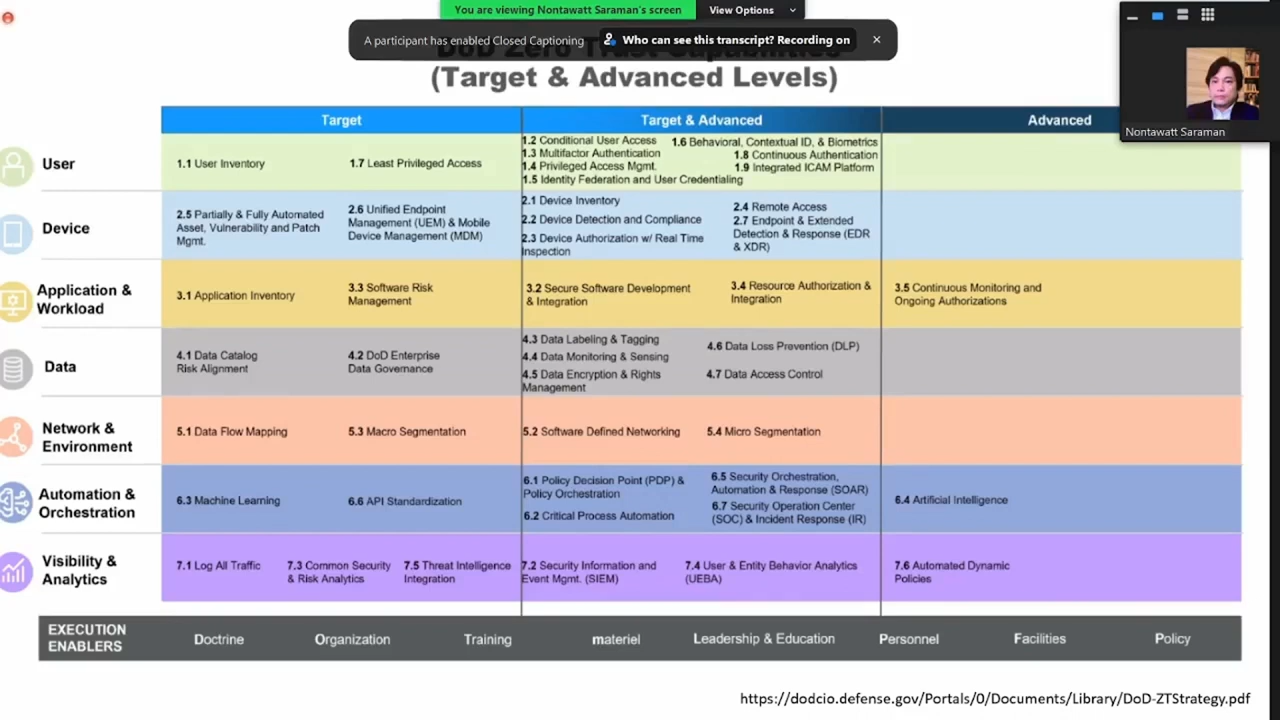 You are viewing Nontawatt Saraman's screen
View Options
A participant has enabled Closed Captioning
Who can see this transcript? Recording on
DoD Zero Trust Capabilities
(Target & Advanced Levels)
Nontawatt Saraman
Target
Target & Advanced
Advanced
User
1.1 User Inventory
1.7 Least Privileged Access
1.2 Conditional User Access
1.3 Multifactor Authentication
1.4 Privileged Access Mgmt.
1.5 Identity Federation and User Credentialing
1.6 Behavioral, Contextual ID, & Biometrics
1.8 Continuous Authentication
1.9 Integrated ICAM Platform
Device
2.5 Partially & Fully Automated
Asset, Vulnerability and Patch
Mgmt.
2.6 Unified Endpoint
Management (UEM) & Mobile
Device Management (MDM)
2.1 Device Inventory
2.2 Device Detection and Compliance
2.3 Device Authorization w/ Real Time
Inspection
2.4 Remote Access
2.7 Endpoint & Extended
Detection & Response (EDR
& XDR)
Application &
Workload
3.1 Application Inventory
3.3 Software Risk
Management
3.2 Secure Software Development
& Integration
3.4 Resource Authorization &
Integration
3.5 Continuous Monitoring and
Ongoing Authorizations
Data
4.1 Data Catalog
Risk Alignment
4.2 DoD Enterprise
Data Governance
4.3 Data Labeling & Tagging
4.4 Data Monitoring & Sensing
4.5 Data Encryption & Rights
Management
4.6 Data Loss Prevention (DLP)
4.7 Data Access Control
Network &
Environment
5.1 Data Flow Mapping
5.3 Macro Segmentation
5.2 Software Defined Networking
5.4 Micro Segmentation
Automation &
Orchestration
6.3 Machine Learning
6.6 API Standardization
6.1 Policy Decision Point (PDP) &
Policy Orchestration
6.2 Critical Process Automation
6.5 Security Orchestration,
Automation & Response (SOAR)
6.7 Security Operation Center
(SOC) & Incident Response (IR)
6.4 Artificial Intelligence
Visibility &
Analytics
7.1 Log All Traffic
7.3 Common Security
& Risk Analytics
7.5 Threat Intelligence
Integration
7.2 Security Information and
Event Mgmt. (SIEM)
7.4 User & Entity Behavior Analytics
(UEBA)
7.6 Automated Dynamic
Policies
EXECUTION
ENABLERS
Doctrine
Organization
Training
materiel
Leadership & Education
Personnel
Facilities
Policy
https://dodcio.defense.gov/Portals/0/Documents/Library/DoD-ZTStrategy.pdf